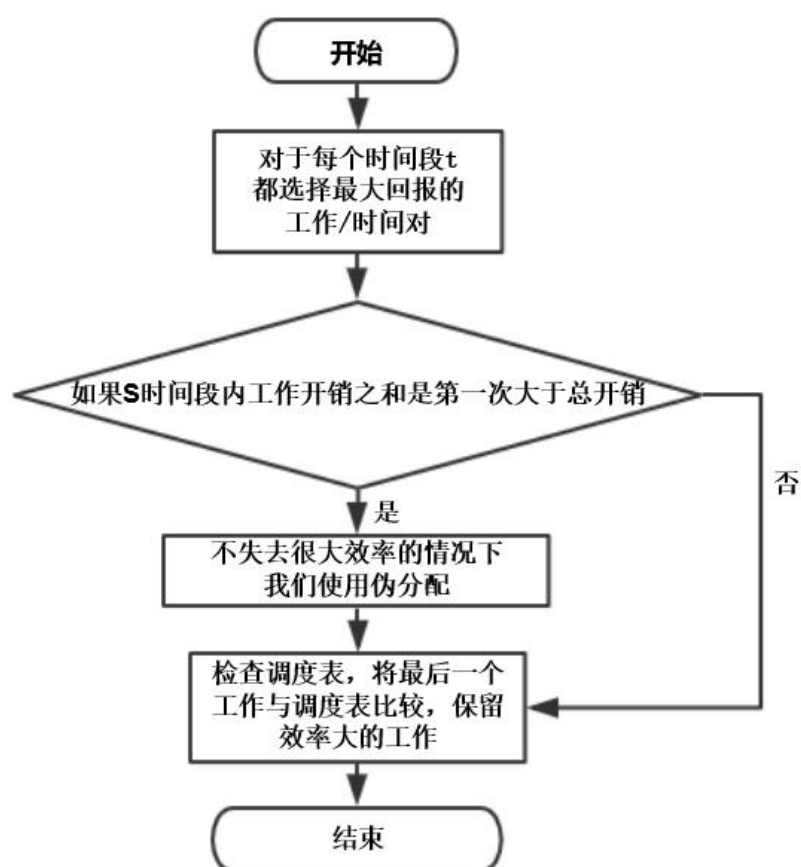 开始
对于每个时间段t
都选择最大回报的
工作/时间对
如果S时间段内工作开销之和是第一次大于总开销
否
是
不失去很大效率的情况下
我们使用伪分配
检查调度表，将最后一个
工作与调度表比较，保留
效率大的工作
结束